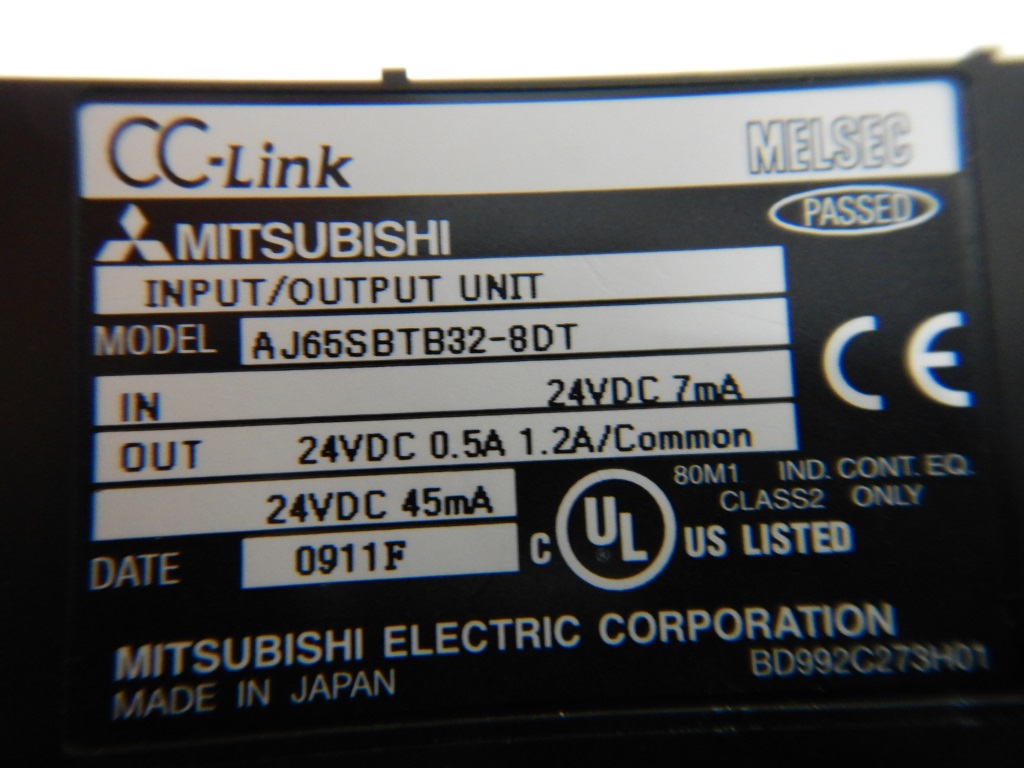 CC-Link MELSEC
MITSUBISHI PASSED
INPUT/OUTPUT UNIT
MODEL AJ65SBTB32-8DT
CE
IN 24VDC 7mA
OUT 24VDC 0.5A 1.2A/Common
24VDC 45mA
80M1 IND. CONT. EQ.
CLASS2 ONLY
C UL ® US LISTED
DATE 0911F
MITSUBISHI ELECTRIC CORPORATION
MADE IN JAPAN BD992C273H01